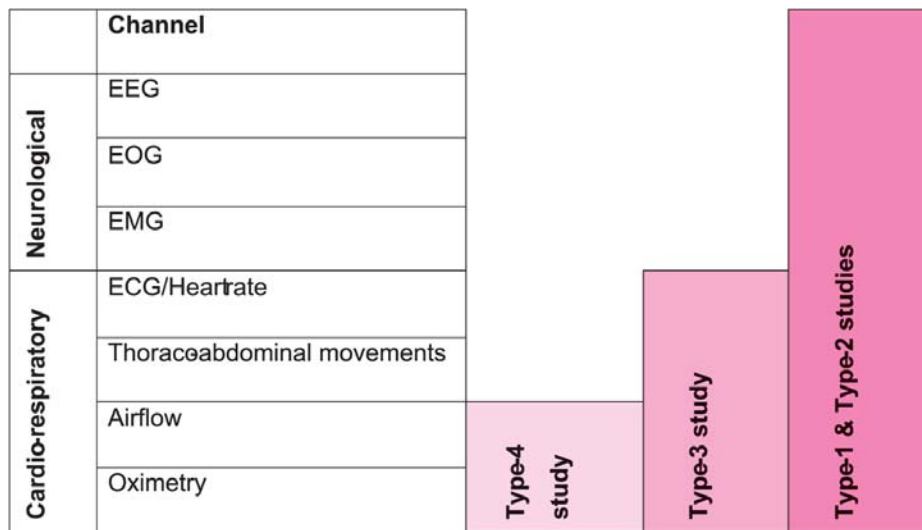 Channel
Neurological
EEG
EOG
EMG
Cardio-respiratory
ECG/Heartrate
Thoracoabdominal movements
Airflow
Oximetry
Type-4
study
Type-3 study
Type-1 & Type-2 studies